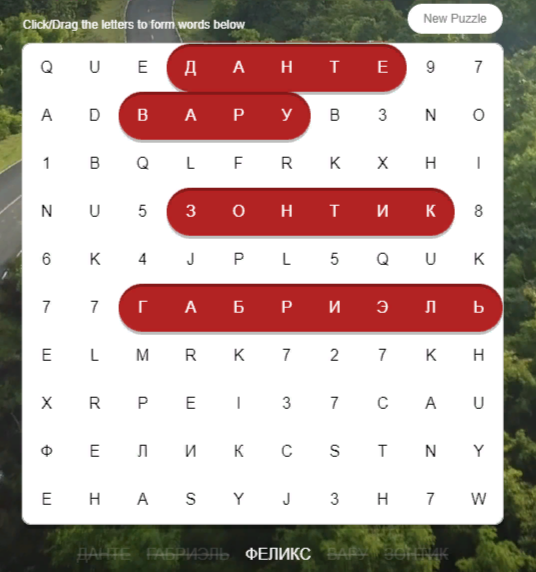 Click/Drag the letters to form words below
New Puzzle
Q U E Д А Н Т Е 9 7
A D В А Р У B 3 N O
1 B Q L F R K X H I
N U 5 З О Н Т И К 8
6 K 4 J P L 5 Q U K
7 7 Г А Б Р И Э Л Ь
E L M R K 7 2 7 K H
X R P E I 3 7 C A U
Ф Е Л И К С S T N Y
E H A S Y J 3 H 7 W
ДАНТЕ ГАБРИЭЛЬ ФЕЛИКС ВАРУ ЗОНТИК